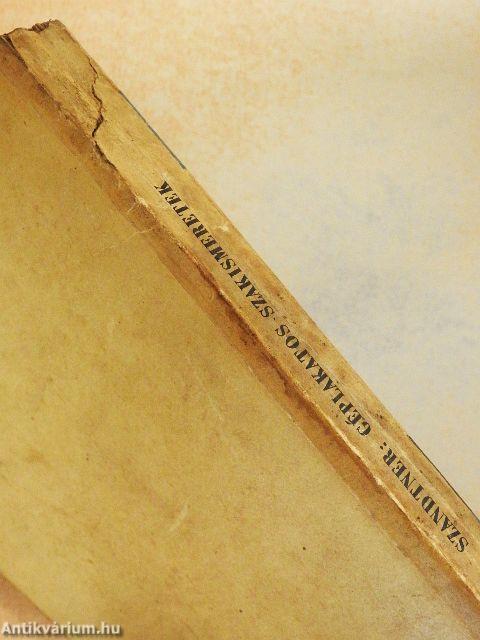 SZANDTNER: GÉPLAKATOS SZAKISMERETEK
Antikvárium.hu